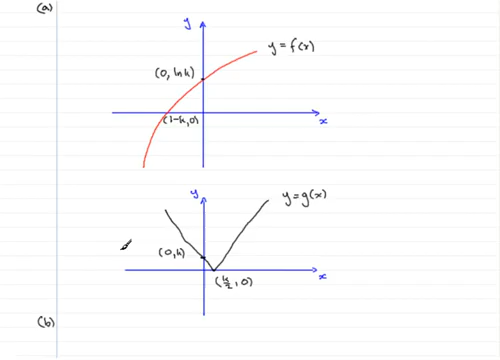 (a)
y
y = f(x)
(0, ln k)
(1-k, 0)
x
y
y = g(x)
(0, k)
(k/2, 0)
x
(b)